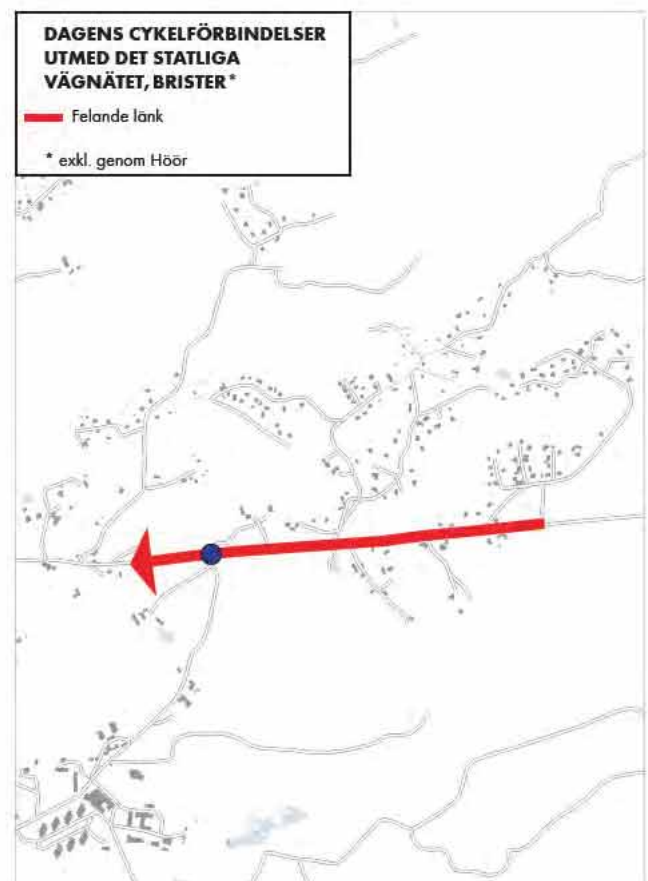 DAGENS CYKELFÖRBINDELSER
UTMED DET STATLIGA
VÄGNÄTET, BRISTER*
Felande länk
* exkl. genom Höör